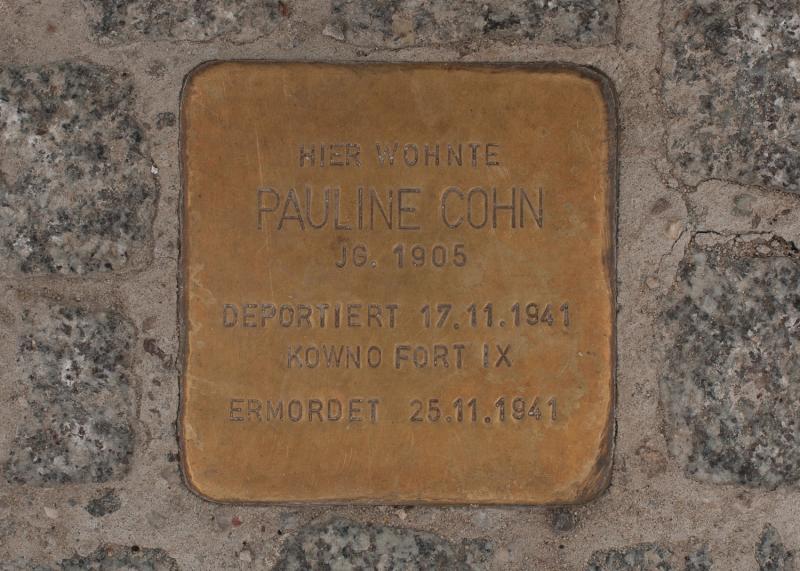 HIER WOHNTE
PAULINE COHN
JG. 1905
DEPORTIERT 17.11.1941
KOWNO FORT IX
ERMORDET 25.11.1941